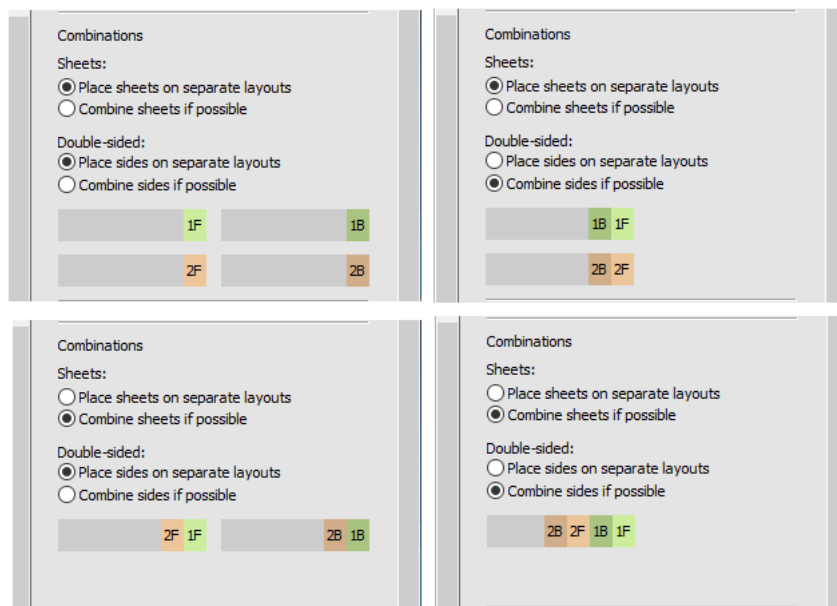 Combinations
Sheets:
Place sheets on separate layouts
Combine sheets if possible
Double-sided:
Place sides on separate layouts
Combine sides if possible
1F 1B
2F 2B
Combinations
Sheets:
Place sheets on separate layouts
Combine sheets if possible
Double-sided:
Place sides on separate layouts
Combine sides if possible
1B 1F
2B 2F
Combinations
Sheets:
Place sheets on separate layouts
Combine sheets if possible
Double-sided:
Place sides on separate layouts
Combine sides if possible
2F 1F 2B 1B
Combinations
Sheets:
Place sheets on separate layouts
Combine sheets if possible
Double-sided:
Place sides on separate layouts
Combine sides if possible
2B 2F 1B 1F